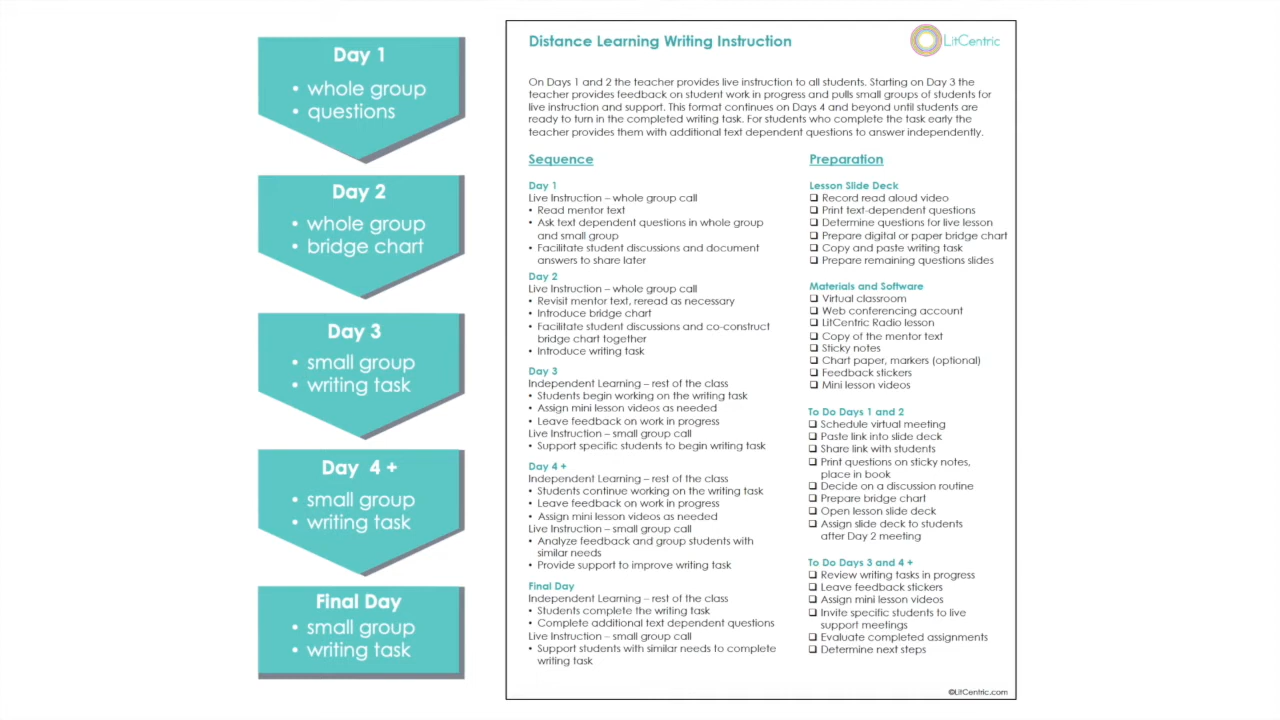 Day 1
• whole group
• questions
Day 2
• whole group
• bridge chart
Day 3
• small group
• writing task
Day 4 +
• small group
• writing task
Final Day
• small group
• writing task
Distance Learning Writing Instruction
LitCentric
On Days 1 and 2 the teacher provides live instruction to all students. Starting on Day 3 the
teacher provides feedback on student work in progress and pulls small groups of students for
live instruction and support. This format continues on Days 4 and beyond until students are
ready to turn in the completed writing task. For students who complete the task early the
teacher provides them with additional text dependent questions to answer independently.
Sequence
Day 1
Live Instruction – whole group call
• Read mentor text
• Ask text dependent questions in whole group
and small group
• Facilitate student discussions and document
answers to share later
Day 2
Live Instruction – whole group call
• Revisit mentor text, reread as necessary
• Introduce bridge chart
• Facilitate student discussions and co-construct
bridge chart together
• Introduce writing task
Day 3
Independent Learning – rest of the class
• Students begin working on the writing task
• Assign mini lesson videos as needed
• Leave feedback on work in progress
Live Instruction – small group call
• Support specific students to begin writing task
Day 4 +
Independent Learning – rest of the class
• Students continue working on the writing task
• Leave feedback on work in progress
• Assign mini lesson videos as needed
Live Instruction – small group call
• Analyze feedback and group students with
similar needs
• Provide support to improve writing task
Final Day
Independent Learning – rest of the class
• Students complete the writing task
• Complete additional text dependent questions
Live Instruction – small group call
• Support students with similar needs to complete
writing task
Preparation
Lesson Slide Deck
❑ Record read aloud video
❑ Print text-dependent questions
❑ Determine questions for live lesson
❑ Prepare digital or paper bridge chart
❑ Copy and paste writing task
❑ Prepare remaining questions slides
Materials and Software
❑ Virtual classroom
❑ Web conferencing account
❑ LitCentric Radio lesson
❑ Copy of the mentor text
❑ Sticky notes
❑ Chart paper, markers (optional)
❑ Feedback stickers
❑ Mini lesson videos
To Do Days 1 and 2
❑ Schedule virtual meeting
❑ Paste link into slide deck
❑ Share link with students
❑ Print questions on sticky notes,
place in book
❑ Decide on a discussion routine
❑ Prepare bridge chart
❑ Open lesson slide deck
❑ Assign slide deck to students
after Day 2 meeting
To Do Days 3 and 4 +
❑ Review writing tasks in progress
❑ Leave feedback stickers
❑ Assign mini lesson videos
❑ Invite specific students to live
support meetings
❑ Evaluate completed assignments
❑ Determine next steps
©LitCentric.com